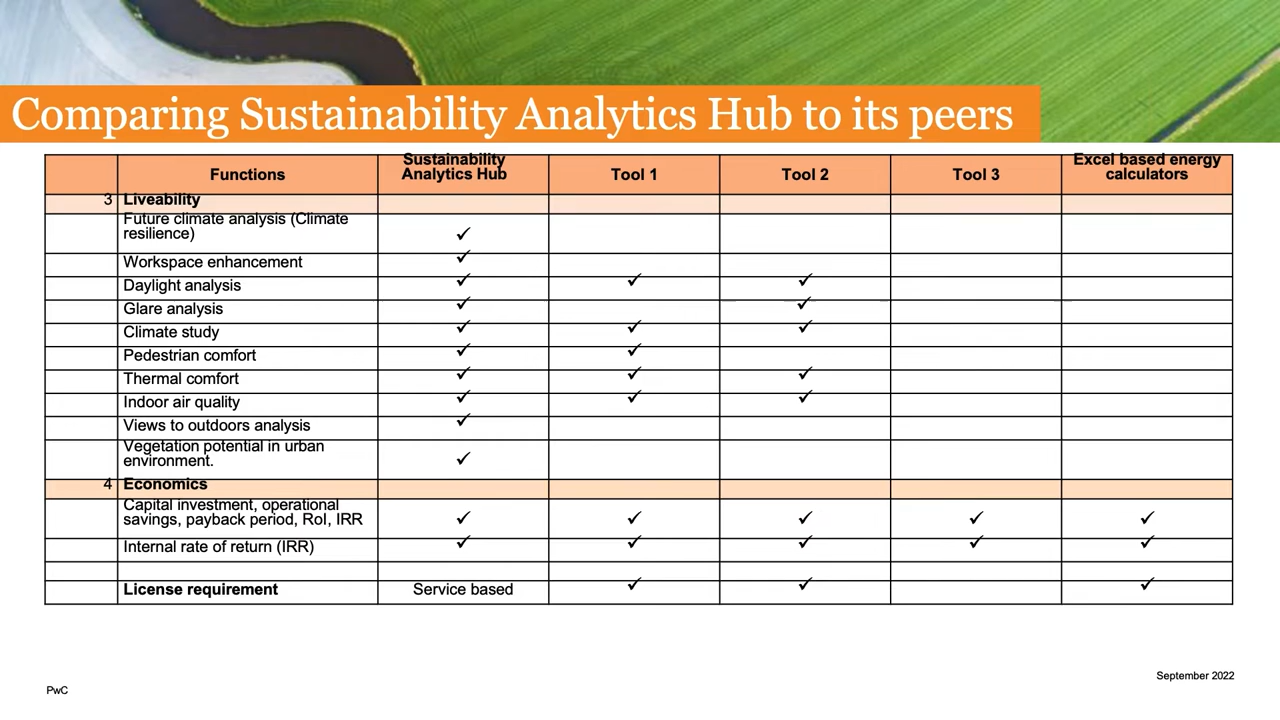 Comparing Sustainability Analytics Hub to its peers
Functions
Sustainability
Analytics Hub
Tool 1
Tool 2
Tool 3
Excel based energy
calculators
3 Liveability
Future climate analysis (Climate
resilience) ✓
Workspace enhancement ✓
Daylight analysis ✓ ✓ ✓
Glare analysis ✓ ✓
Climate study ✓ ✓ ✓
Pedestrian comfort ✓ ✓
Thermal comfort ✓ ✓ ✓
Indoor air quality ✓ ✓ ✓
Views to outdoors analysis ✓
Vegetation potential in urban
environment. ✓
4 Economics
Capital investment, operational
savings, payback period, RoI, IRR ✓ ✓ ✓ ✓ ✓
Internal rate of return (IRR) ✓ ✓ ✓ ✓ ✓
License requirement Service based ✓ ✓ ✓
September 2022
PwC